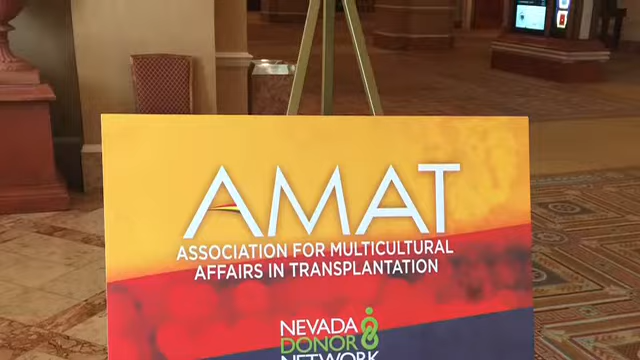 AMAT
ASSOCIATION FOR MULTICULTURAL
AFFAIRS IN TRANSPLANTATION
NEVADA
DONOR
NETWORK